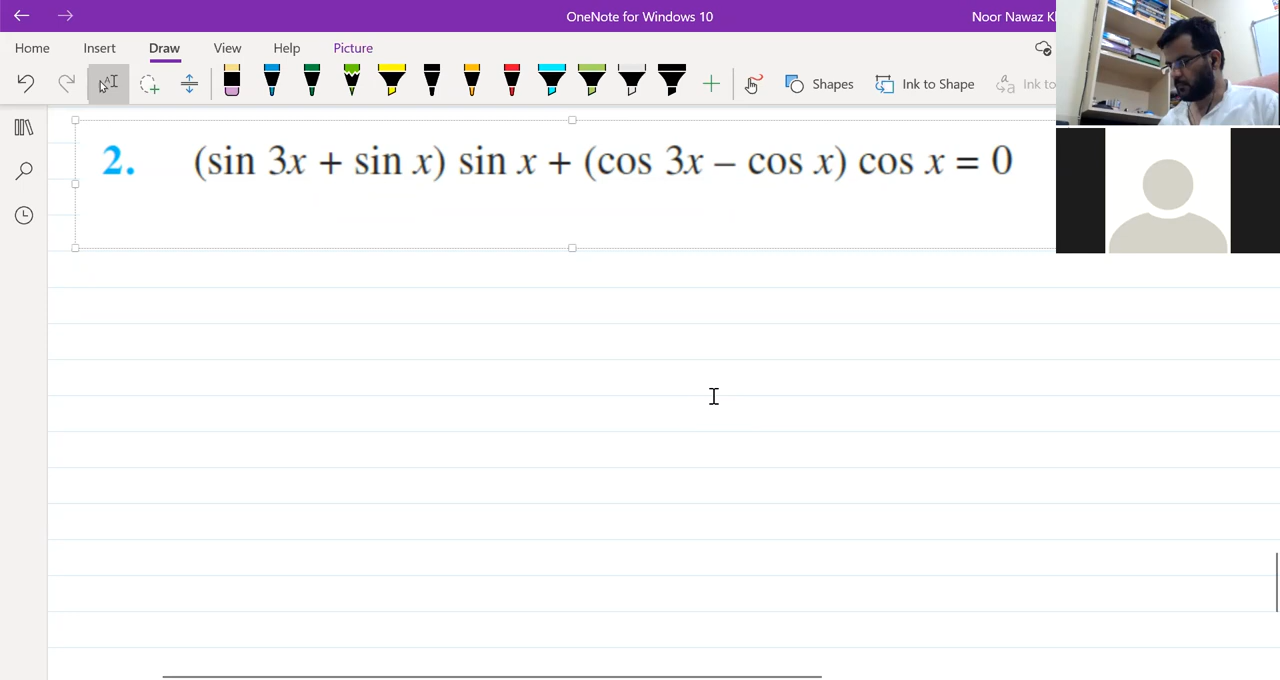 OneNote for Windows 10
Noor Nawaz
Home Insert Draw View Help Picture
Shapes Ink to Shape Ink to
2. (sin 3x + sin x) sin x + (cos 3x – cos x) cos x = 0